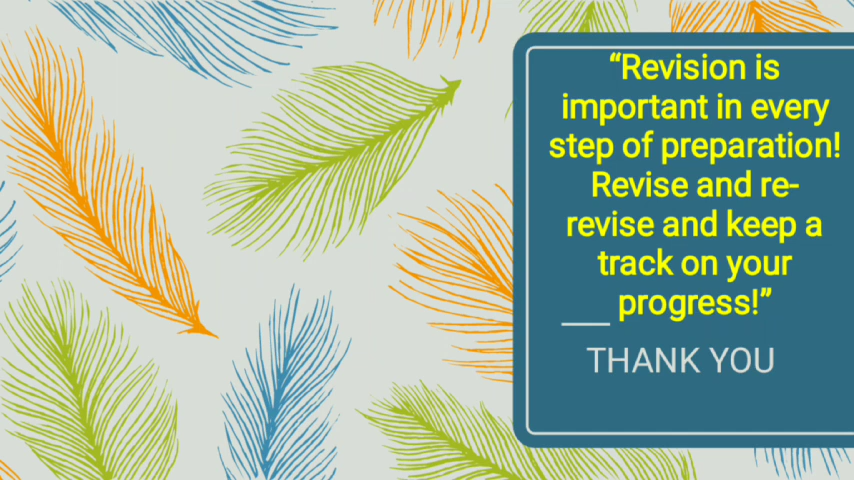 “Revision is
important in every
step of preparation!
Revise and re-
revise and keep a
track on your
progress!”
THANK YOU